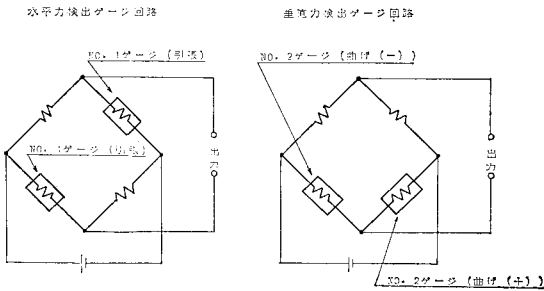 水平力検出ゲージ回路
垂直力検出ゲージ回路
NO. 1ゲージ (引張)
NO. 2ゲージ (曲げ (ー) )
NO. 1ゲージ (引張)
出力
出力
NO. 2ゲージ (曲げ (+) )